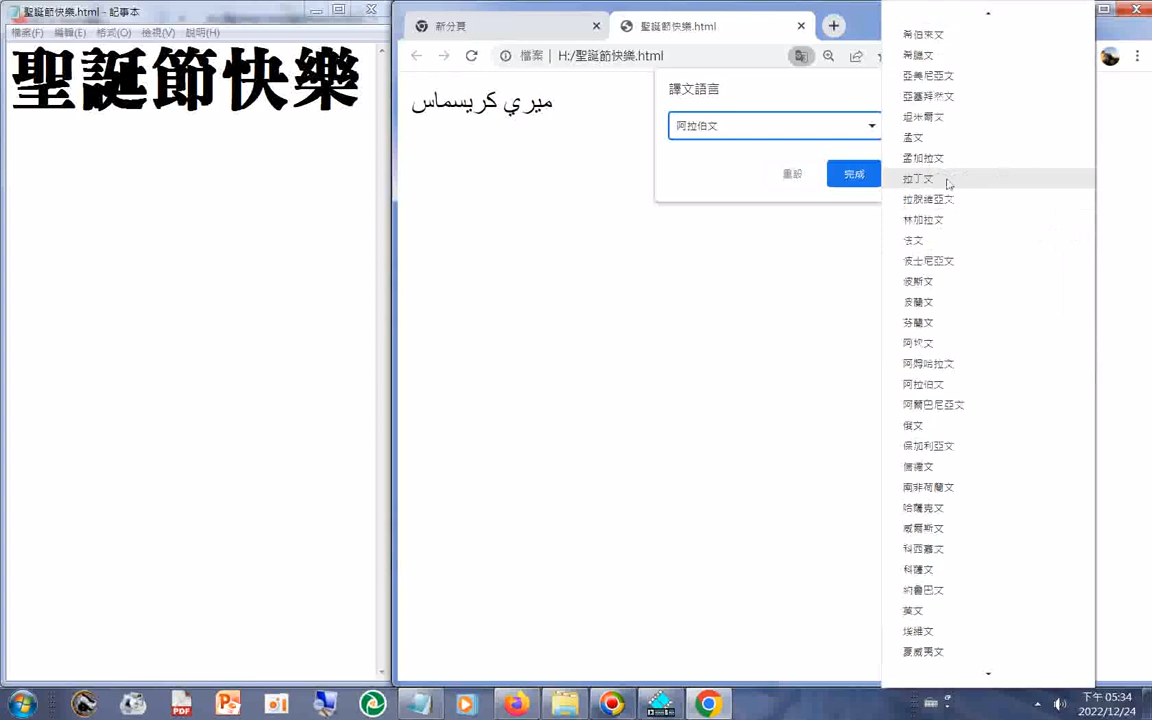 聖誕節快樂.html - 記事本
檔案(F) 編輯(E) 格式(O) 檢視(V) 說明(H)
聖誕節快樂
新分頁
聖誕節快樂.html
檔案 H:/聖誕節快樂.html
ميري كريسماس
譯文語言
阿拉伯文
重設
完成
希伯來文
希臘文
亞美尼亞文
亞塞拜然文
坦米爾文
孟文
孟加拉文
拉丁文
拉脫維亞文
林加拉文
法文
波士尼亞文
波斯文
波蘭文
芬蘭文
阿坎文
阿姆哈拉文
阿拉伯文
阿爾巴尼亞文
俄文
保加利亞文
信德文
南非荷蘭文
哈薩克文
威爾斯文
科西嘉文
科薩文
約魯巴文
英文
埃維文
夏威夷文
PDF
下午 05:34
2022/12/24